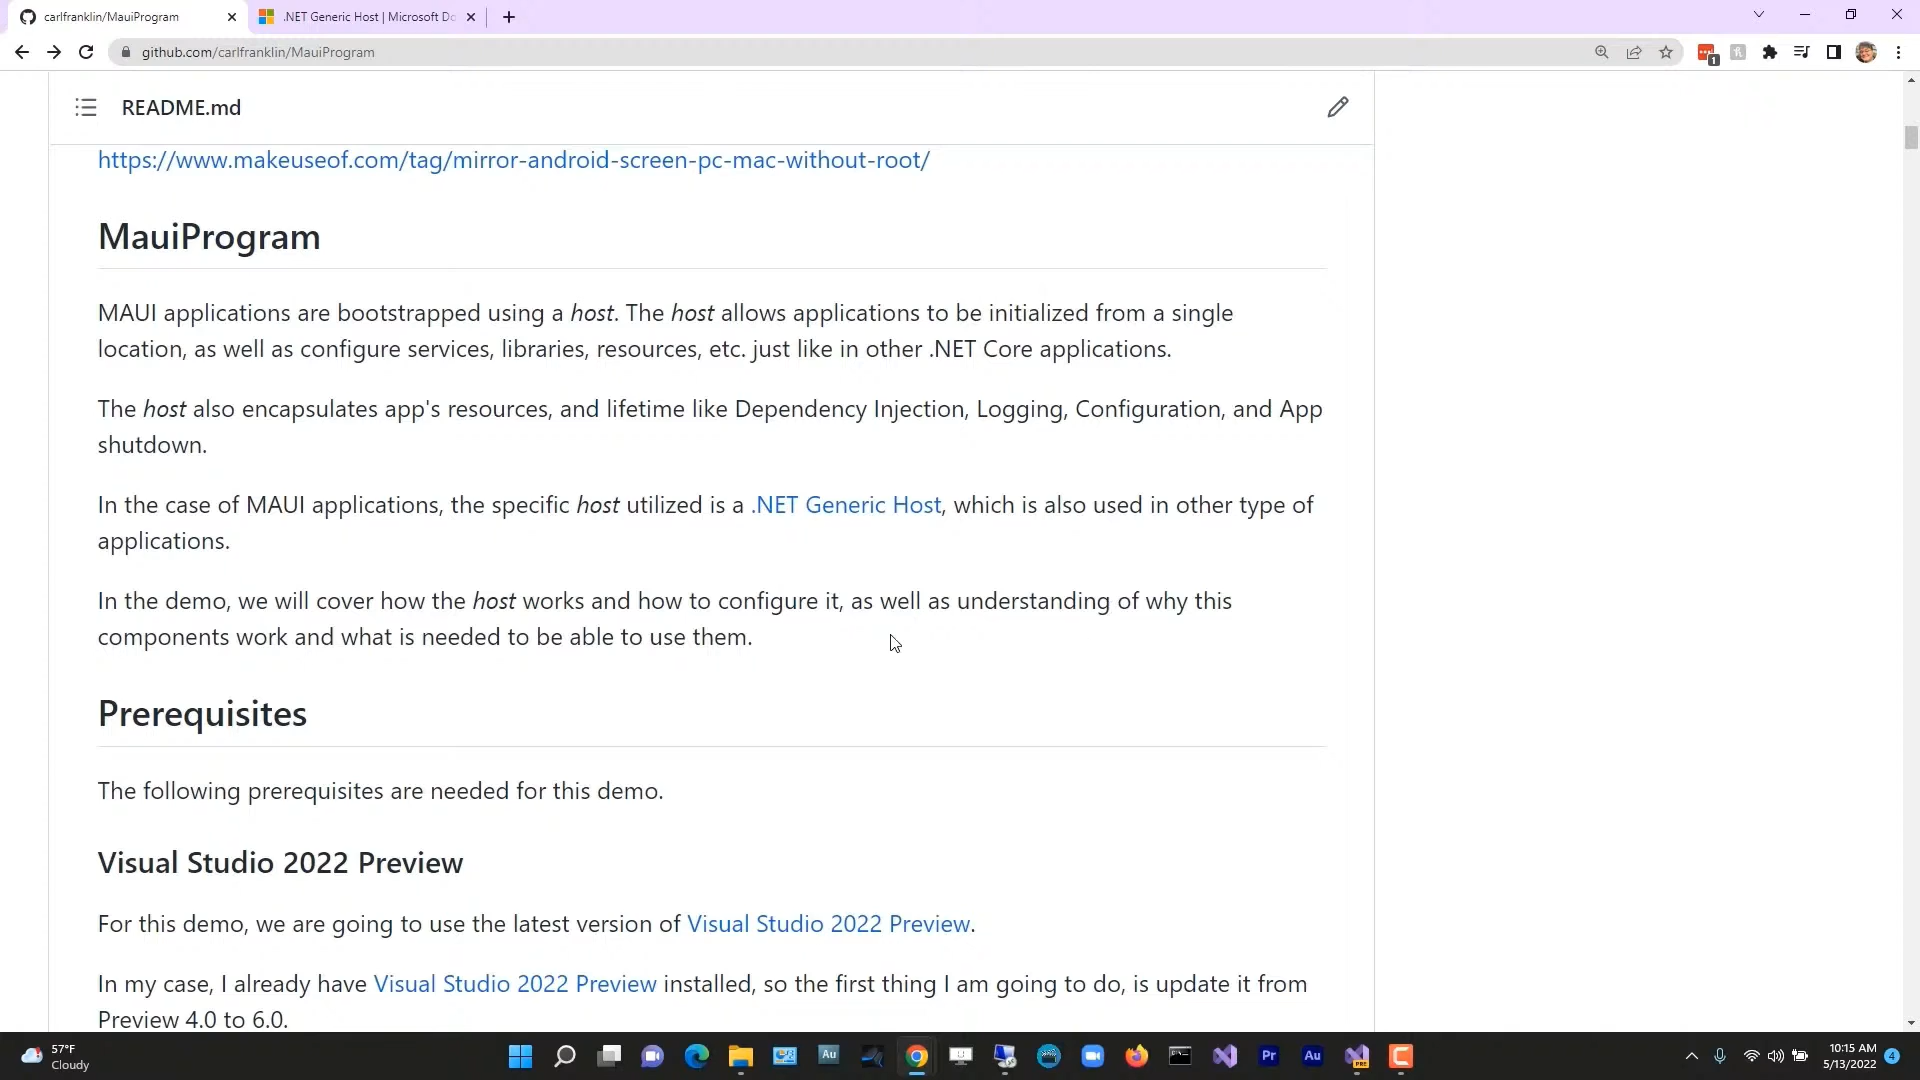 carlfranklin/MauiProgram
.NET Generic Host | Microsoft Do
github.com/carlfranklin/MauiProgram
1
README.md
https://www.makeuseof.com/tag/mirror-android-screen-pc-mac-without-root/
MauiProgram
MAUI applications are bootstrapped using a host. The host allows applications to be initialized from a single
location, as well as configure services, libraries, resources, etc. just like in other .NET Core applications.
The host also encapsulates app's resources, and lifetime like Dependency Injection, Logging, Configuration, and App
shutdown.
In the case of MAUI applications, the specific host utilized is a .NET Generic Host, which is also used in other type of
applications.
In the demo, we will cover how the host works and how to configure it, as well as understanding of why this
components work and what is needed to be able to use them.
Prerequisites
The following prerequisites are needed for this demo.
Visual Studio 2022 Preview
For this demo, we are going to use the latest version of Visual Studio 2022 Preview.
In my case, I already have Visual Studio 2022 Preview installed, so the first thing I am going to do, is update it from
Preview 4.0 to 6.0.
57°F
Cloudy
Au
Pr
Au
PRE
10:15 AM
5/13/2022
4